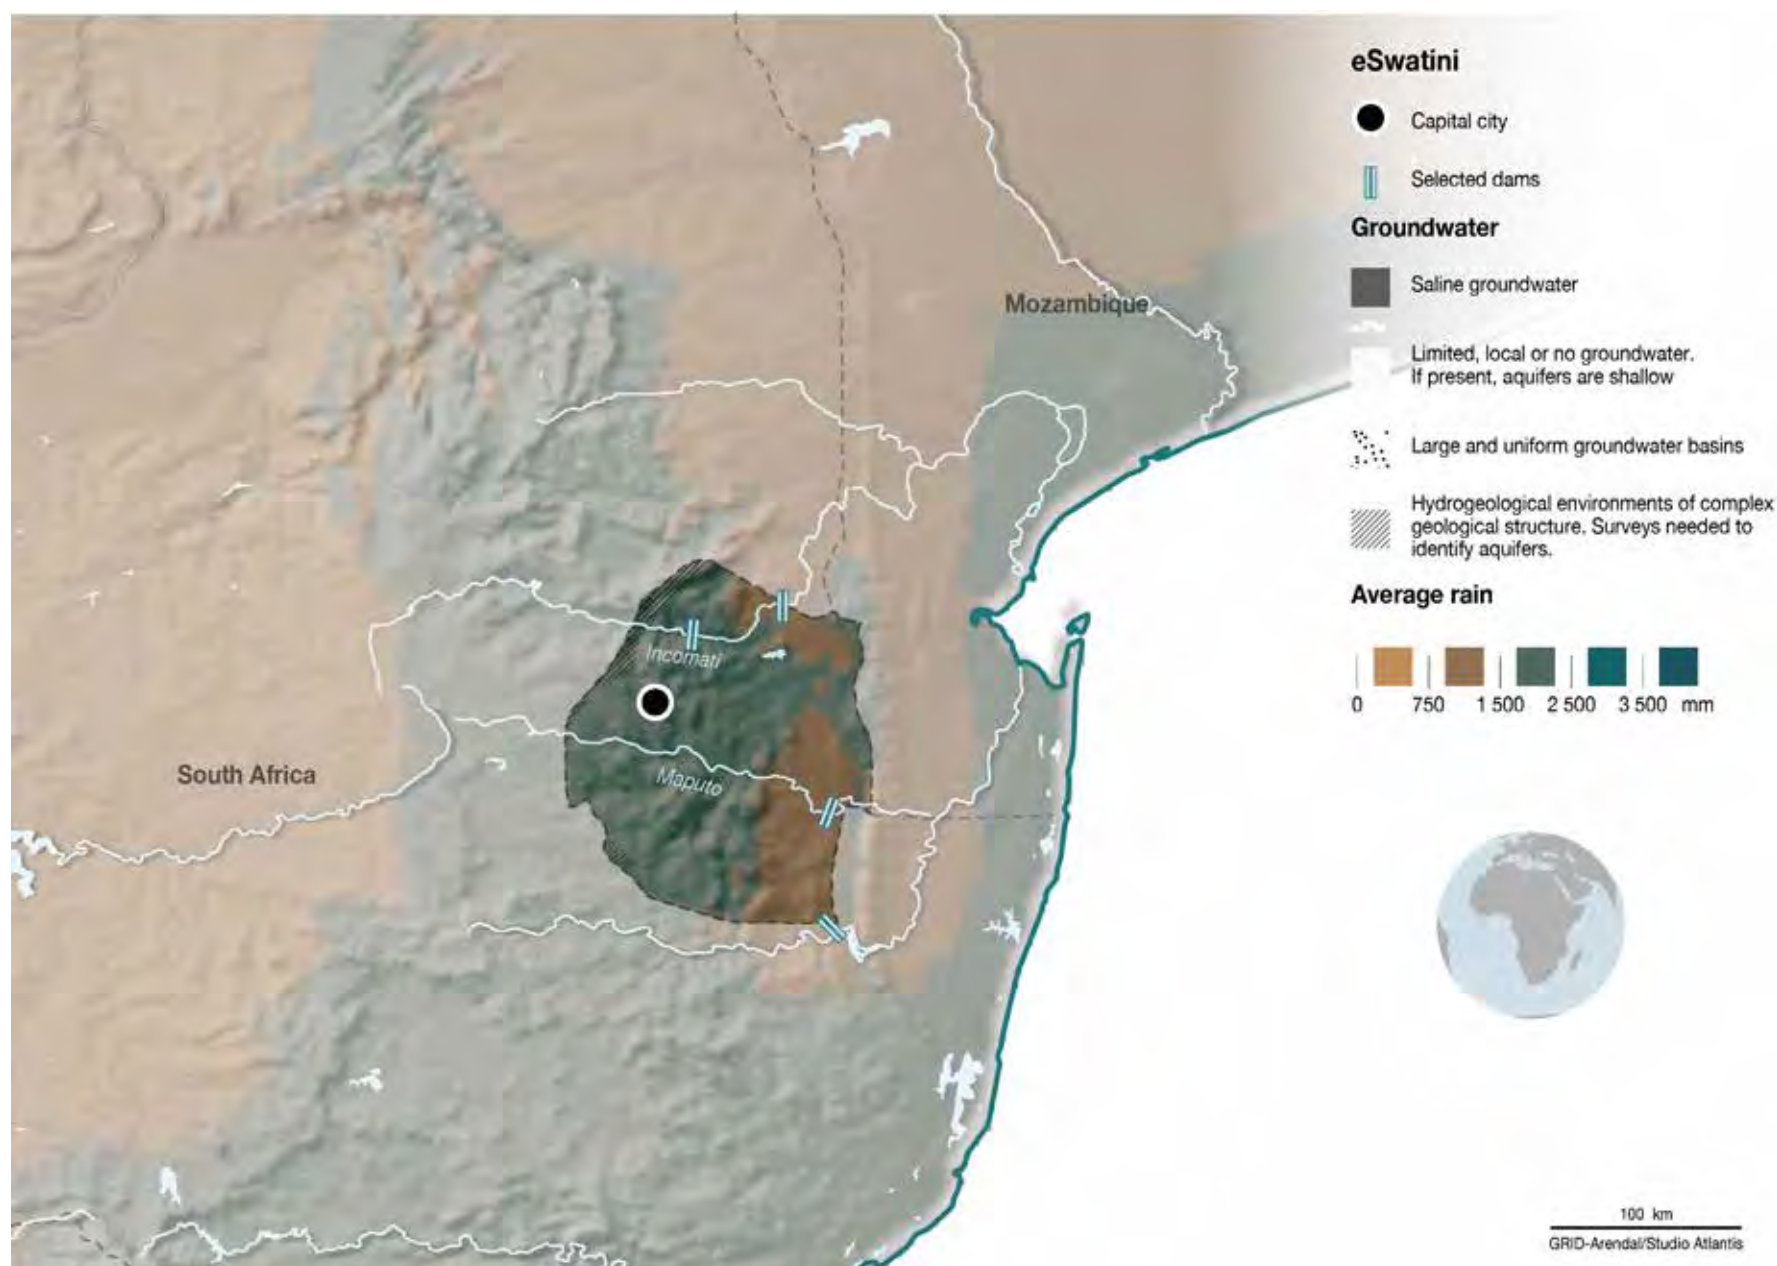 eSwatini
Capital city
Selected dams
Groundwater
Saline groundwater
Limited, local or no groundwater.
If present, aquifers are shallow
Large and uniform groundwater basins
Hydrogeological environments of complex
geological structure. Surveys needed to
identify aquifers.
Average rain
0 750 1 500 2 500 3 500 mm
Mozambique
Incomati
South Africa
Maputo
100 km
GRID-Arendal/Studio Atlantis